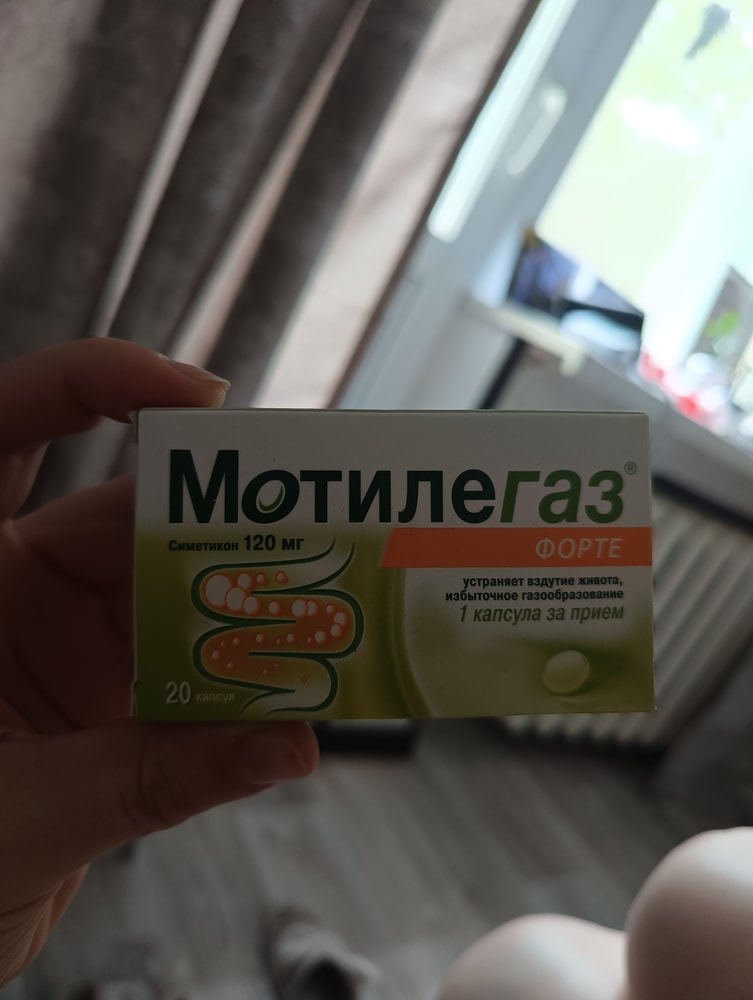 Мотилегаз®
Симетикон 120 мг
ФОРТЕ
устраняет вздутие живота,
избыточное газообразование
1 капсула за прием
20 капсул